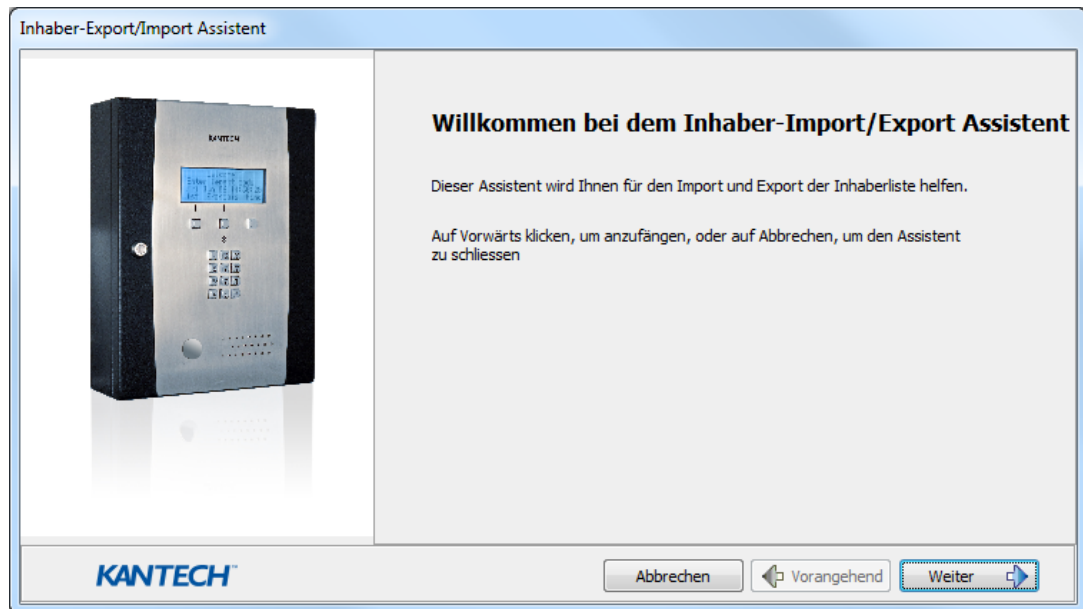 Inhaber-Export/Import Assistent
KANTECH
Willkommen bei dem Inhaber-Import/Export Assistent
Dieser Assistent wird Ihnen für den Import und Export der Inhaberliste helfen.
Auf Vorwärts klicken, um anzufangen, oder auf Abbrechen, um den Assistent
zu schliessen
KANTECH
Abbrechen
Vorangehend
Weiter